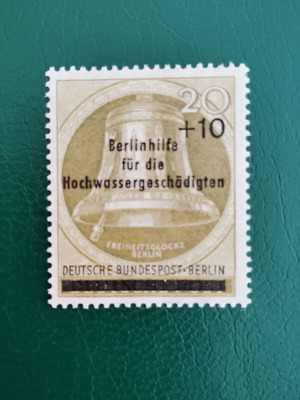 20
+10
Berlinhilfe
für die
Hochwassergeschädigten
FREIHEITSGLOCKE
BERLIN
DEUTSCHE BUNDESPOST·BERLIN